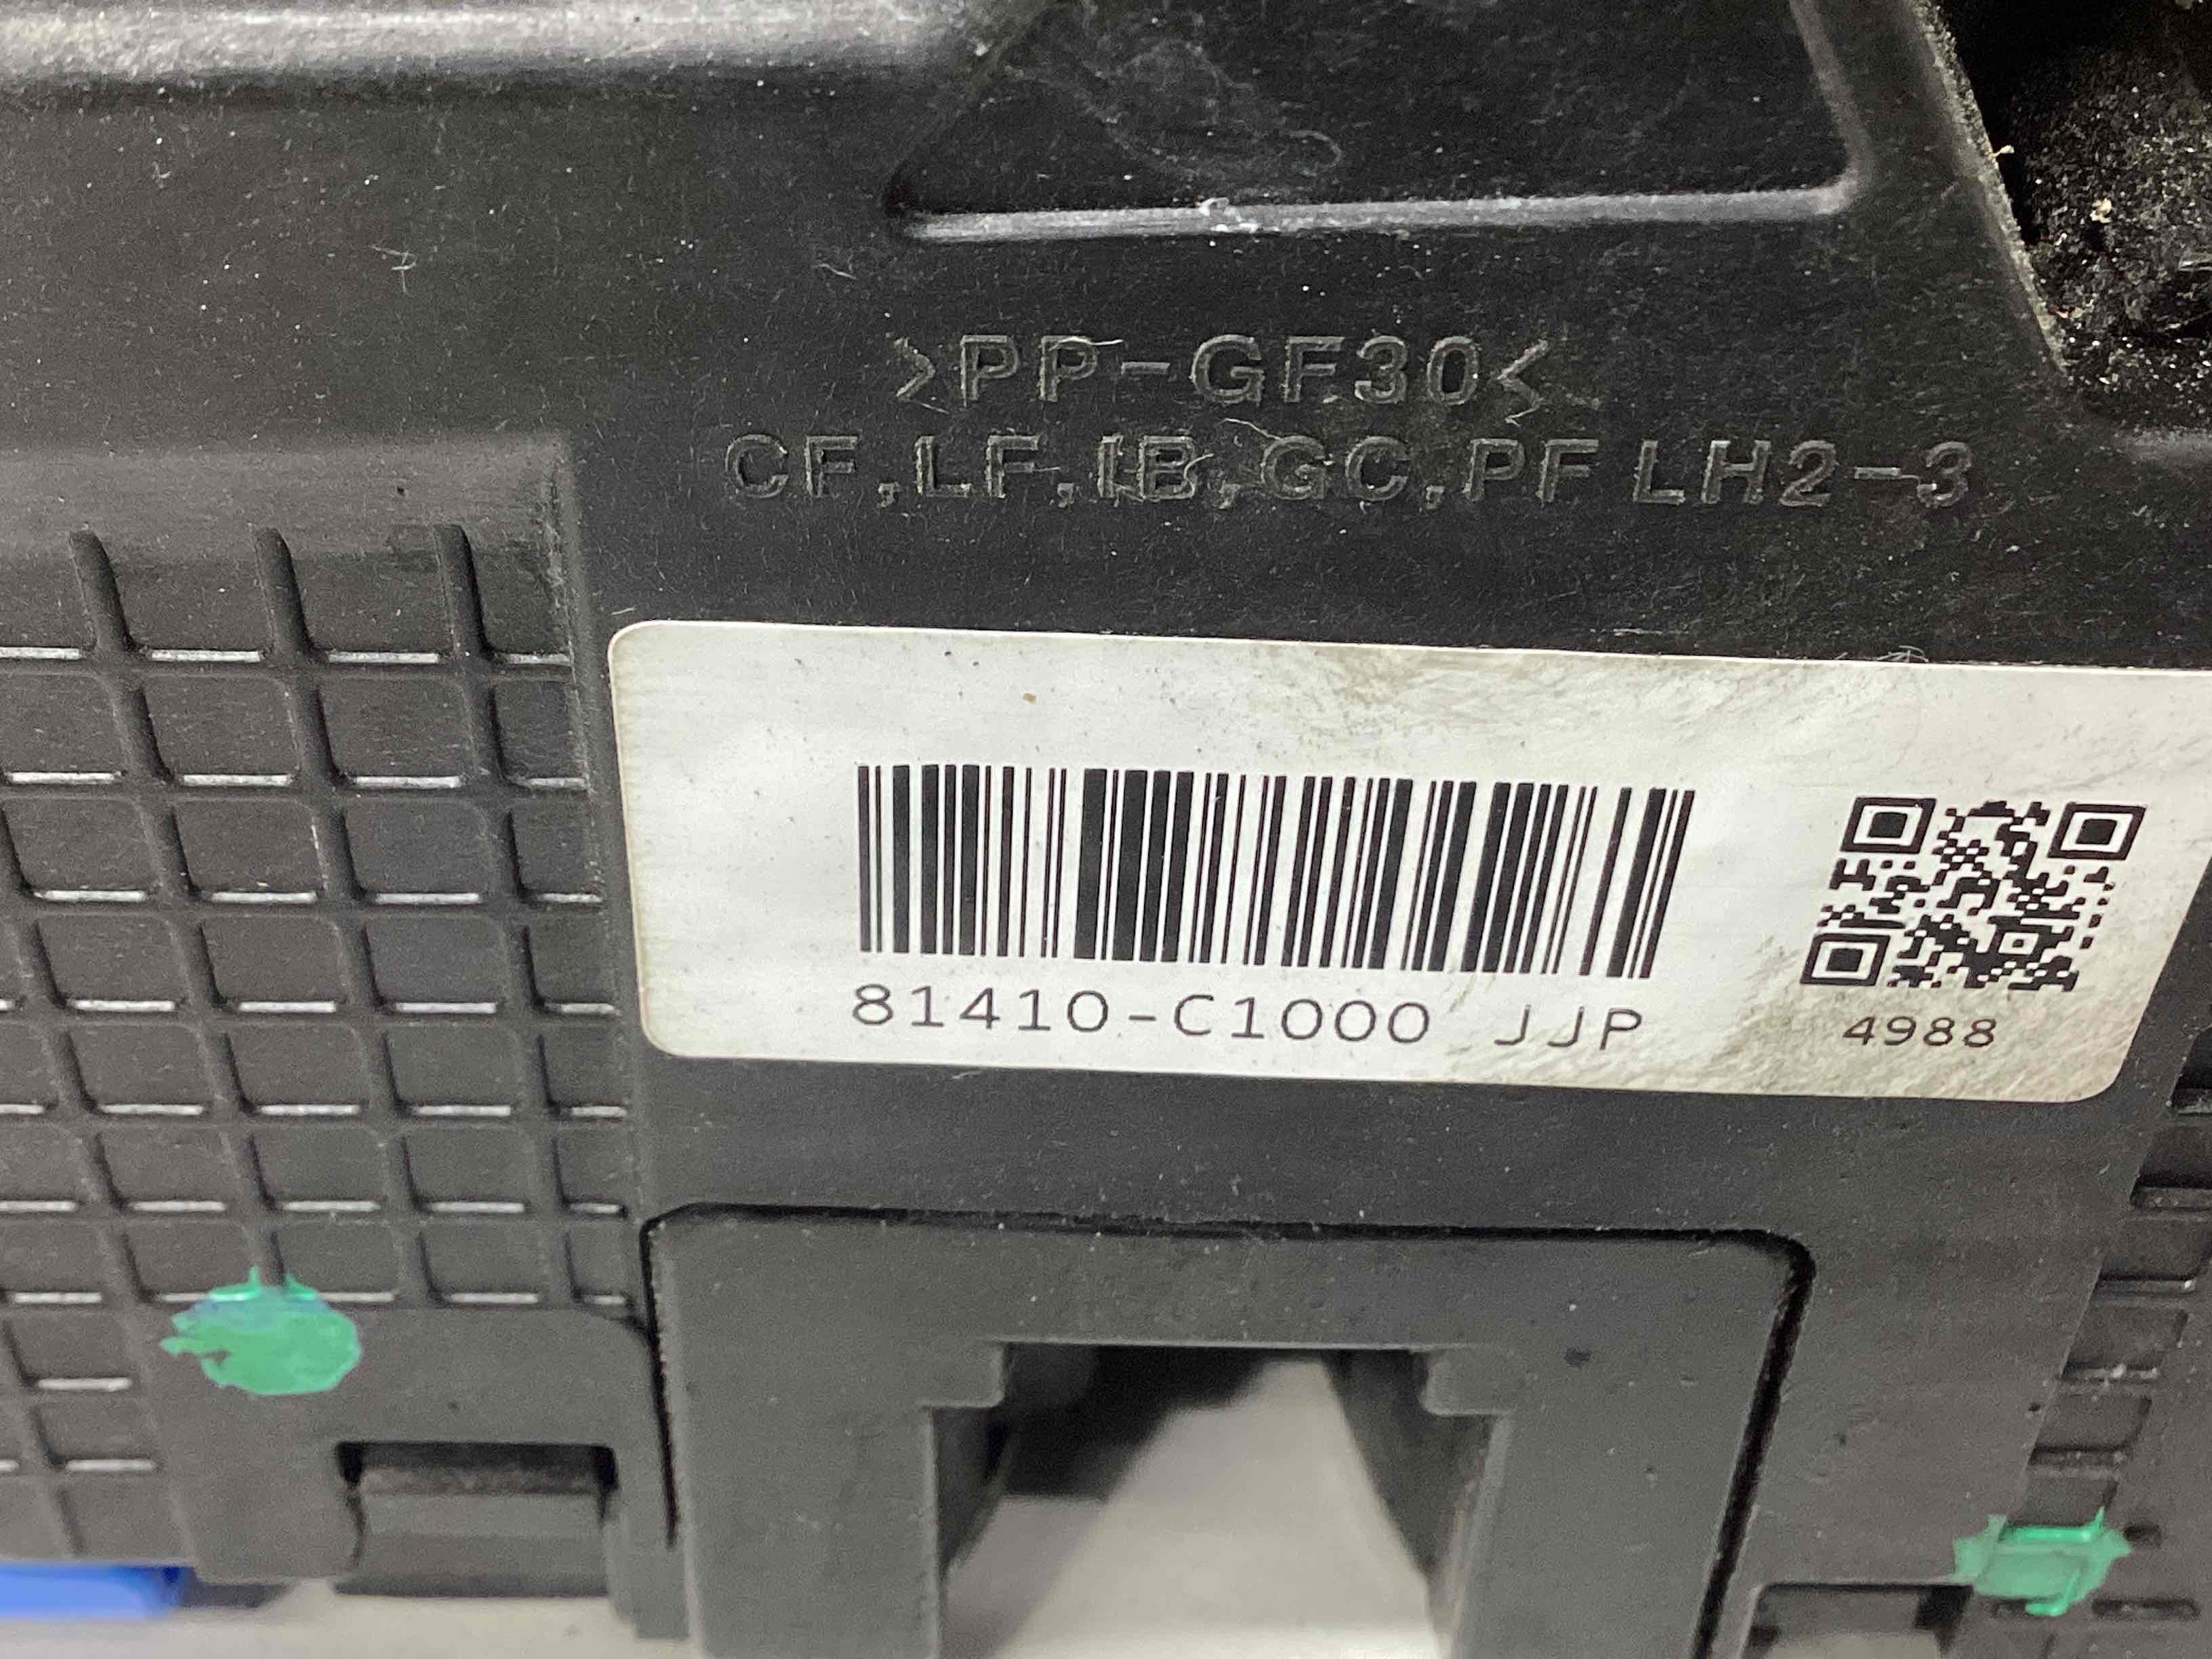 >PP-GF30<
CF,LF,IB,GC,PF LH2-3
81410-C1000 JJP
4988